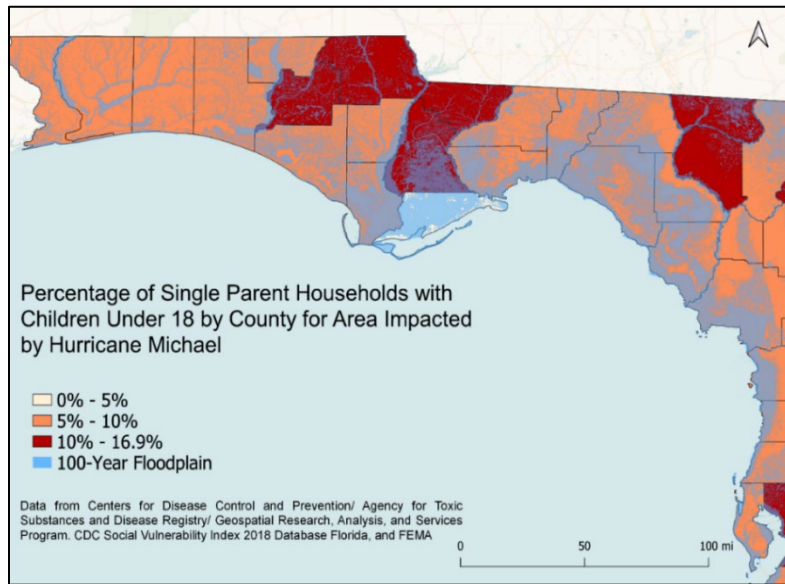 Percentage of Single Parent Households with
Children Under 18 by County for Area Impacted
by Hurricane Michael
0% - 5%
5% - 10%
10% - 16.9%
100-Year Floodplain
Data from Centers for Disease Control and Prevention/ Agency for Toxic
Substances and Disease Registry/ Geospatial Research, Analysis, and Services
Program. CDC Social Vulnerability Index 2018 Database Florida, and FEMA
0 50 100 mi